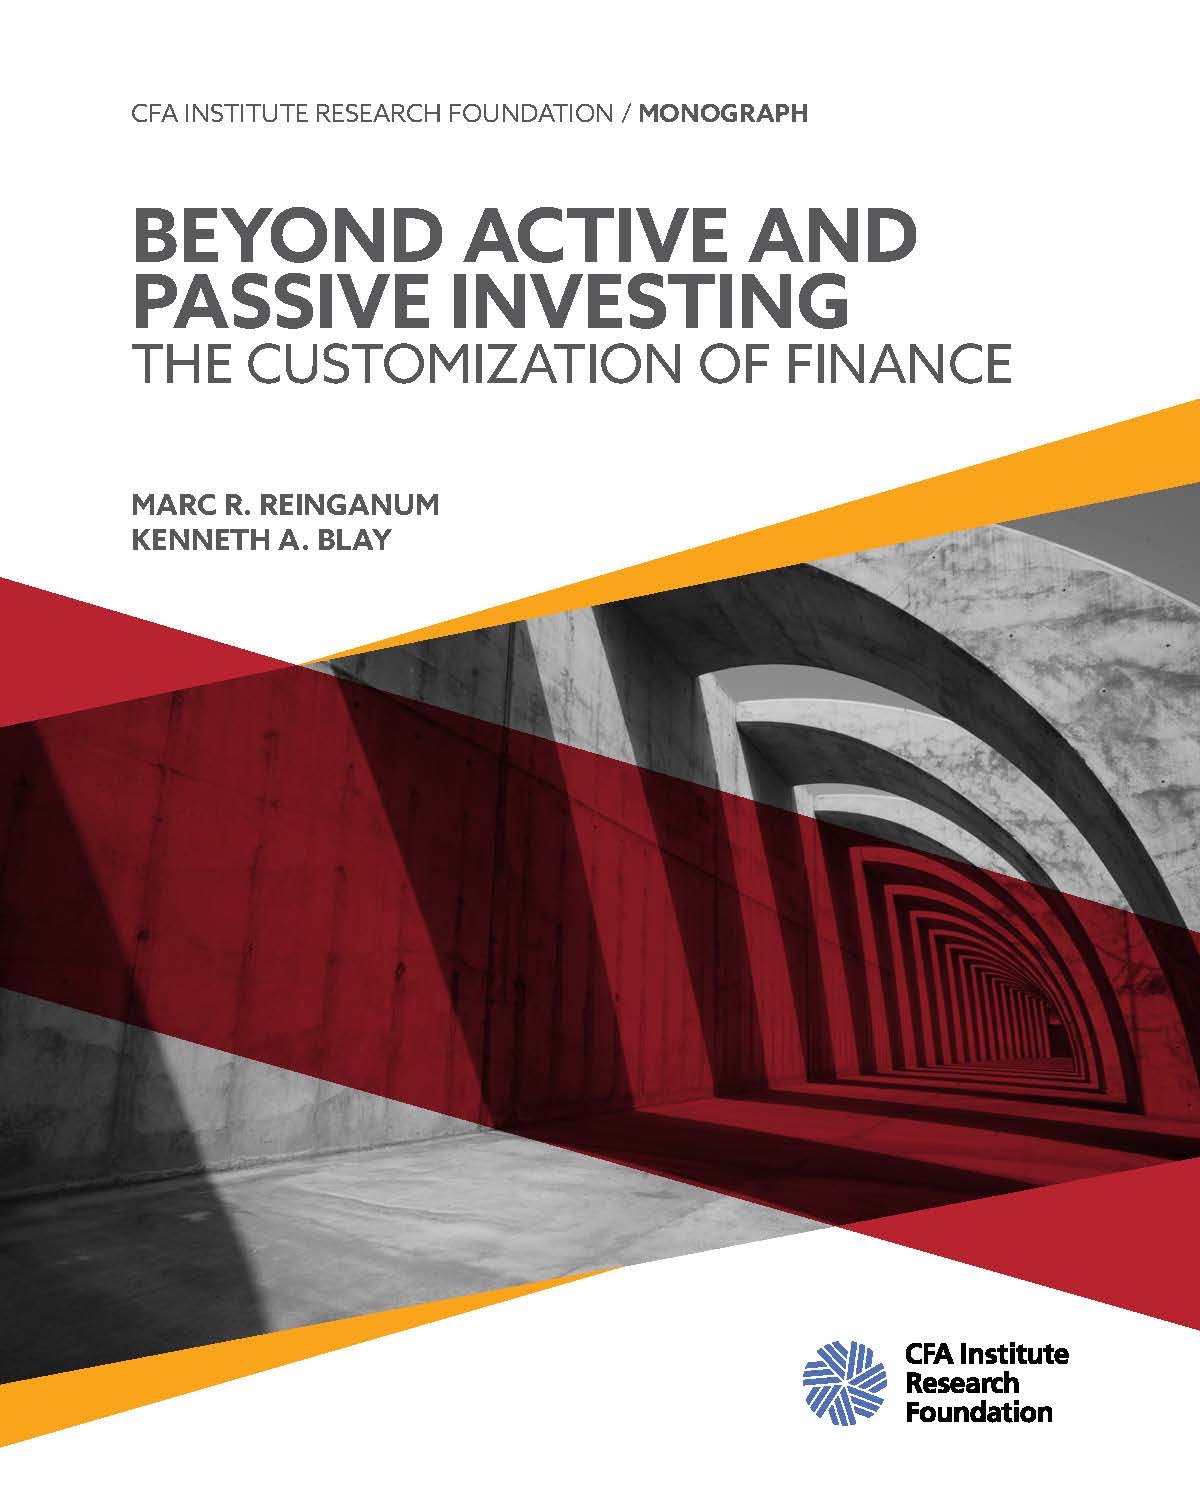 CFA INSTITUTE RESEARCH FOUNDATION / MONOGRAPH
BEYOND ACTIVE AND
PASSIVE INVESTING
THE CUSTOMIZATION OF FINANCE
MARC R. REINGANUM
KENNETH A. BLAY
CFA Institute
Research
Foundation